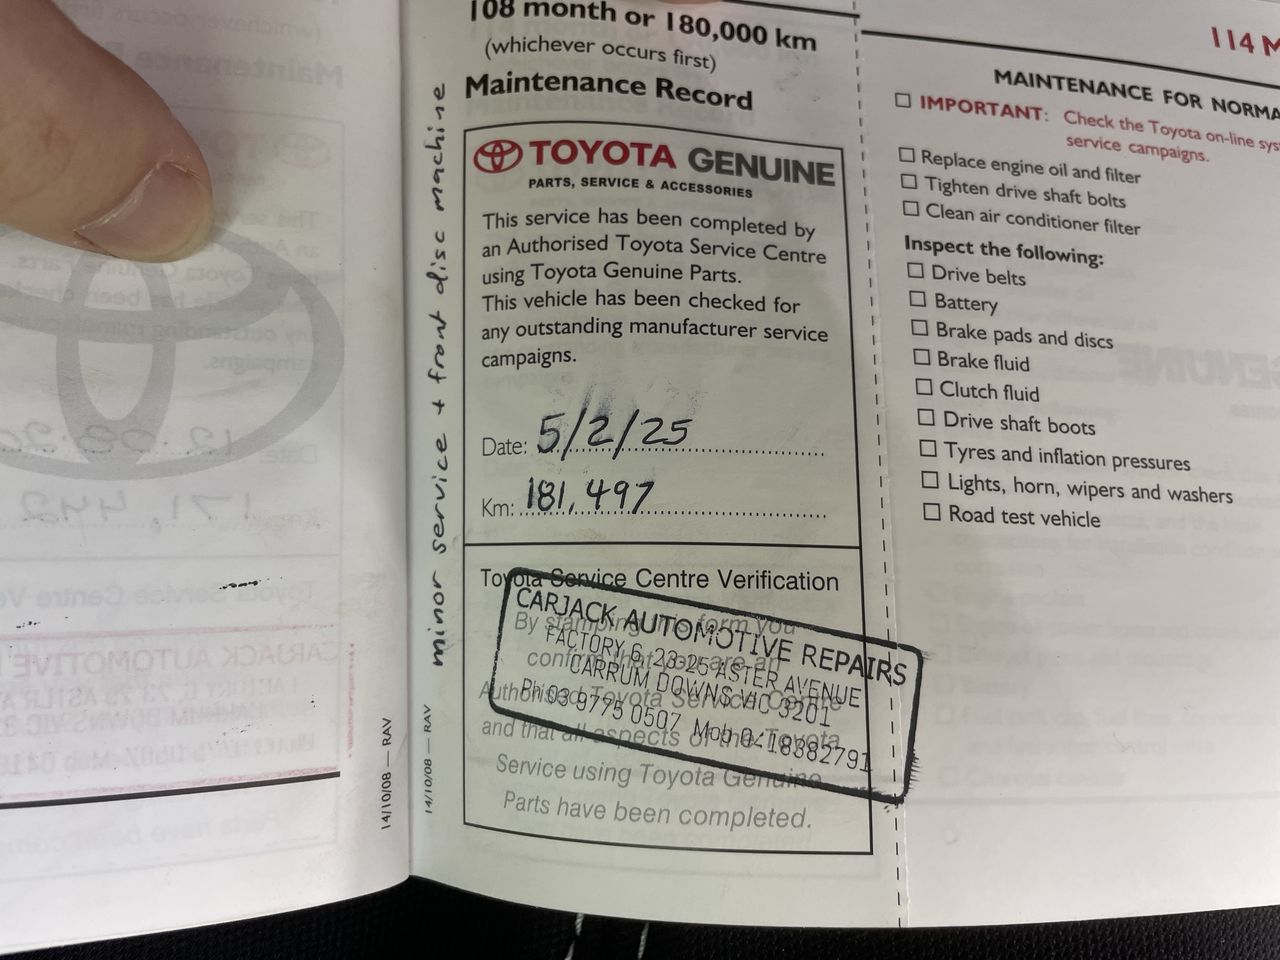 108 month or 180,000 km
(whichever occurs first)
Maintenance Record
TOYOTA GENUINE
PARTS, SERVICE & ACCESSORIES
This service has been completed by
an Authorised Toyota Service Centre
using Toyota Genuine Parts.
This vehicle has been checked for
any outstanding manufacturer service
campaigns.
Date: 5/2/25
Km: 181,497
Toyota Service Centre Verification
By stamping this form you
confirm that you are an
Authorised Toyota Service Centre
and that all aspects of the Toyota
Service using Toyota Genuine
Parts have been completed.
CARJACK AUTOMOTIVE REPAIRS
FACTORY 6, 23-25 ASTER AVENUE
CARRUM DOWNS VIC 3201
Ph: 03 9775 0507 Mob 0418382791
minor service + front disc machine
14/10/08 — RAV
14/10/08 — RAV
114 M
MAINTENANCE FOR NORMA
IMPORTANT: Check the Toyota on-line sys
service campaigns.
Replace engine oil and filter
Tighten drive shaft bolts
Clean air conditioner filter
Inspect the following:
Drive belts
Battery
Brake pads and discs
Brake fluid
Clutch fluid
Drive shaft boots
Tyres and inflation pressures
Lights, horn, wipers and washers
Road test vehicle